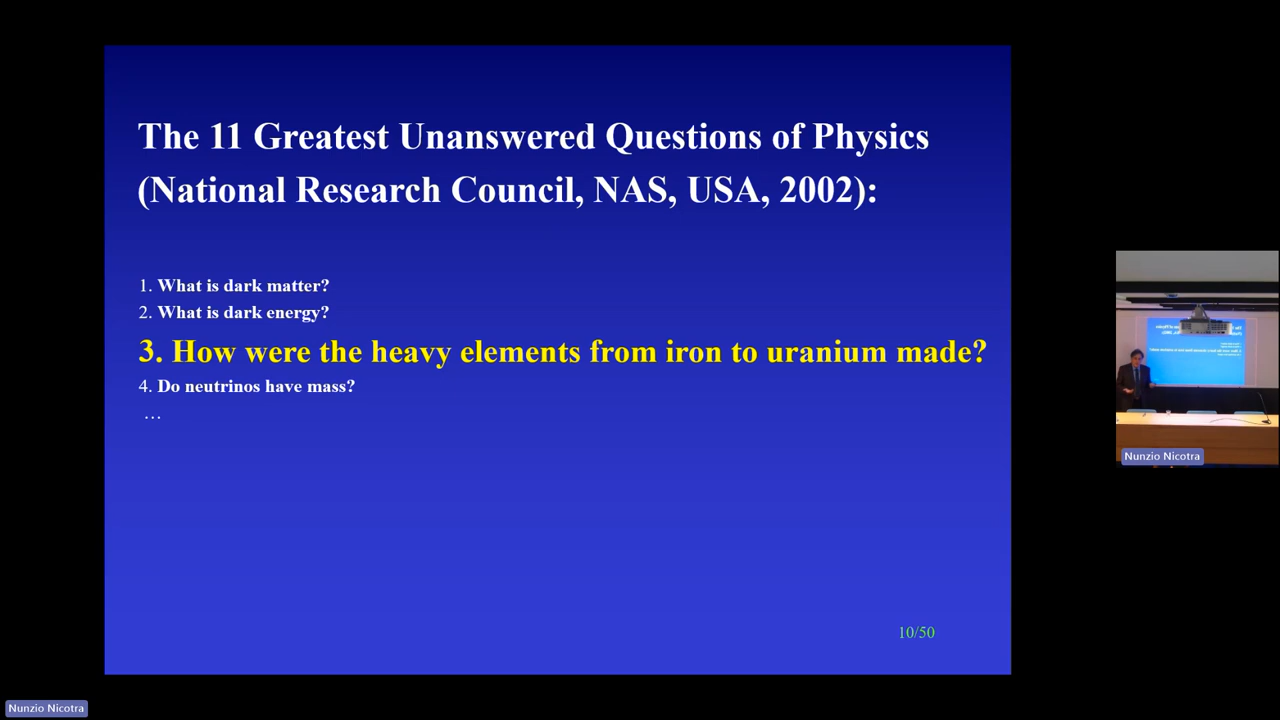 The 11 Greatest Unanswered Questions of Physics
(National Research Council, NAS, USA, 2002):
1. What is dark matter?
2. What is dark energy?
3. How were the heavy elements from iron to uranium made?
4. Do neutrinos have mass?
…
10/50
Nunzio Nicotra
Nunzio Nicotra